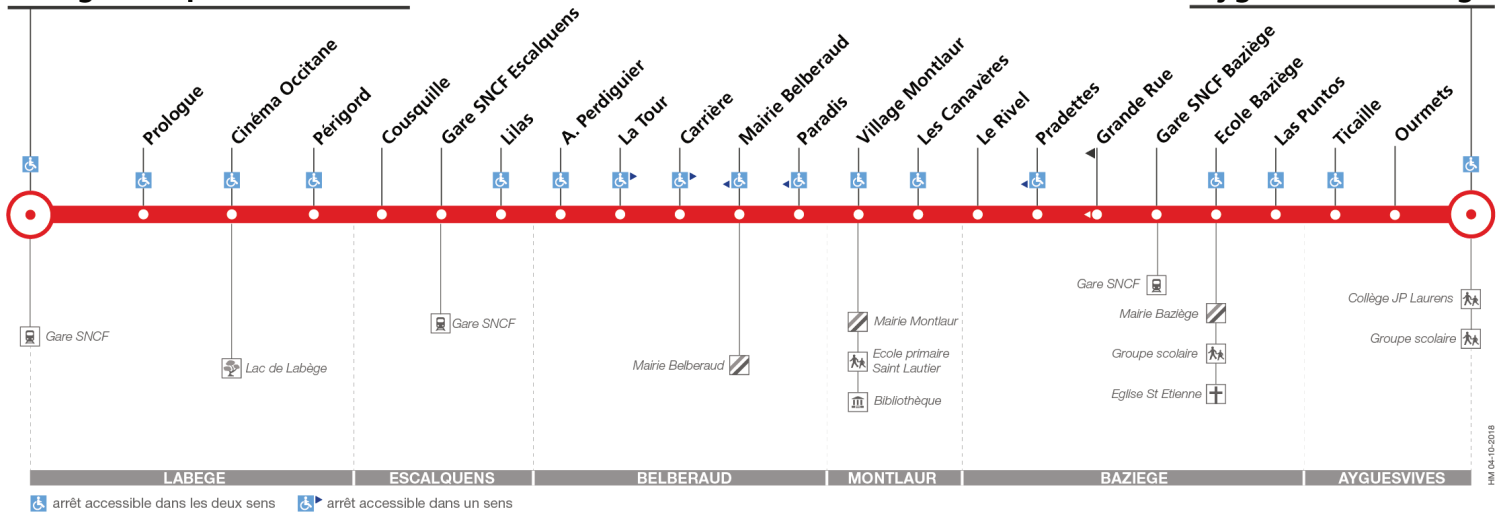 Prologue
Cinéma Occitane
Périgord
Cousquille
Gare SNCF Escalquens
Lilas
A. Perdiguier
La Tour
Carrière
Mairie Belberaud
Paradis
Village Montlaur
Les Canavères
Le Rivel
Pradettes
Grande Rue
Gare SNCF Baziège
Ecole Baziège
Las Puntos
Ticaille
Ourmets
Gare SNCF
Lac de Labège
Gare SNCF
Mairie Belberaud
Mairie Montlaur
Ecole primaire
Saint Lautier
Bibliothèque
Gare SNCF
Mairie Baziège
Groupe scolaire
Eglise St Etienne
Collège JP Laurens
Groupe scolaire
LABEGE
ESCALQUENS
BELBERAUD
MONTLAUR
BAZIEGE
AYGUESVIVES
arrêt accessible dans les deux sens
arrêt accessible dans un sens
HM 04-10-2018